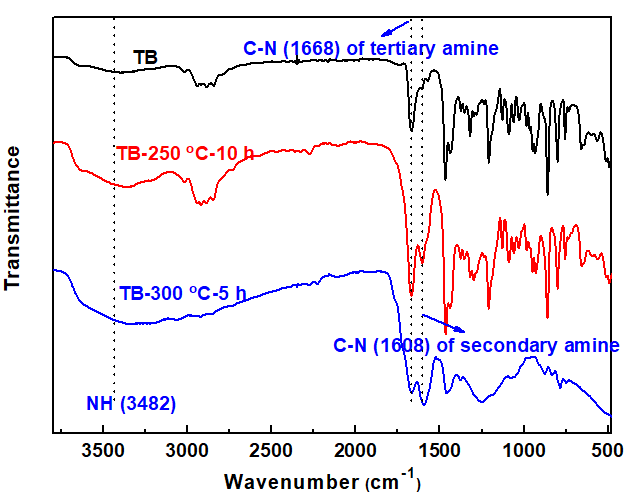 C-N (1668) of tertiary amine
TB
TB-250 °C-10 h
TB-300 °C-5 h
C-N (1608) of secondary amine
NH (3482)
Transmittance
3500 3000 2500 2000 1500 1000 500
Wavenumber (cm⁻¹)